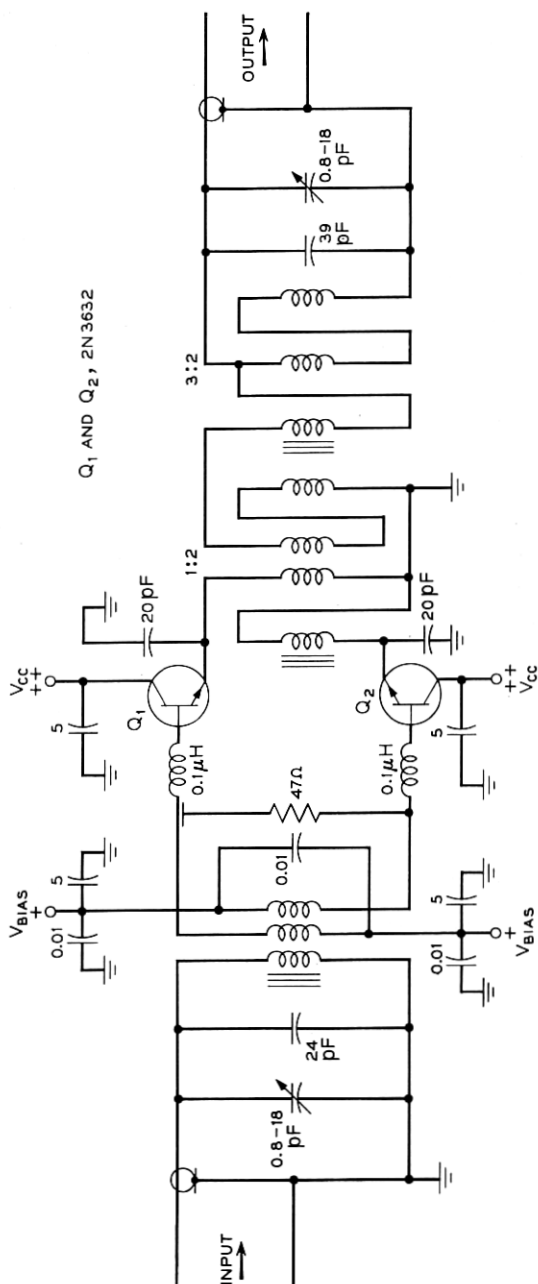 Q1 AND Q2, 2N3632
INPUT
0.8-18
pF
24
pF
VBIAS
+
0.01
5
0.01
47Ω
VBIAS
+
0.01
5
0.1μH
0.1μH
Q1
Q2
VCC
++
5
VCC
++
5
20pF
20pF
1:2
3:2
39
pF
0.8-18
pF
OUTPUT